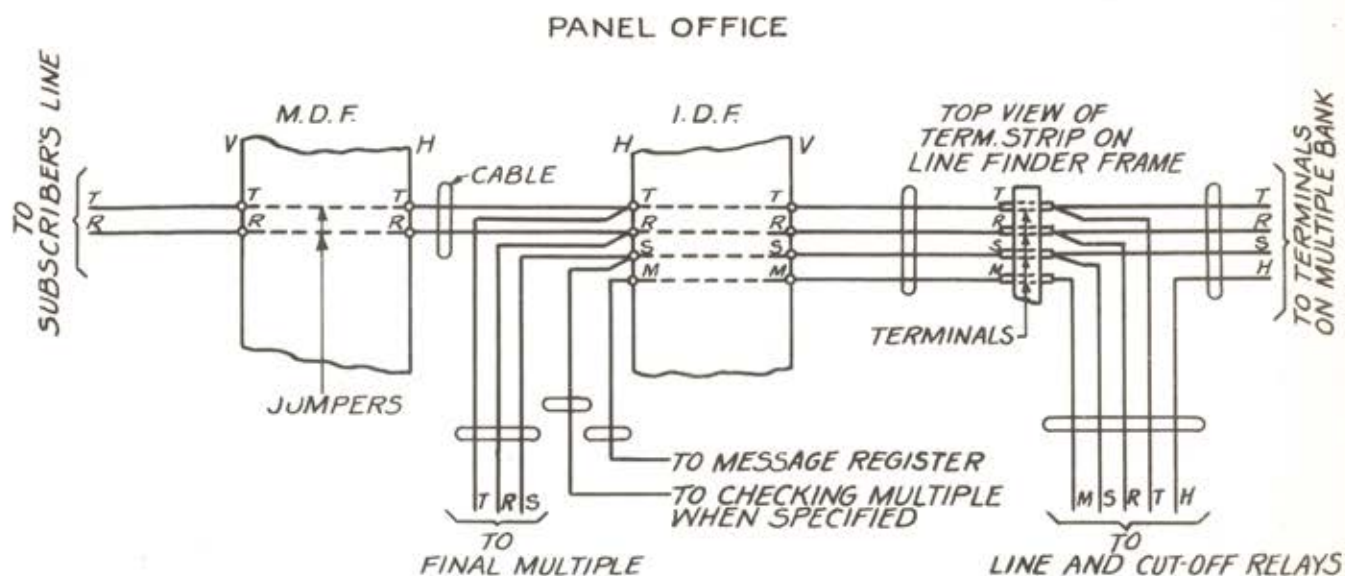 PANEL OFFICE
M.D.F.
I.D.F.
TOP VIEW OF
TERM. STRIP ON
LINE FINDER FRAME
V
H
H
V
CABLE
TO
SUBSCRIBER'S LINE
T
R
T
R
T
R
T
R
S
M
T
R
S
M
T
R
S
M
T
R
S
H
TO TERMINALS
ON MULTIPLE BANK
TERMINALS
JUMPERS
TO MESSAGE REGISTER
TO CHECKING MULTIPLE
WHEN SPECIFIED
T R S
TO
FINAL MULTIPLE
M S R T H
TO
LINE AND CUT-OFF RELAYS